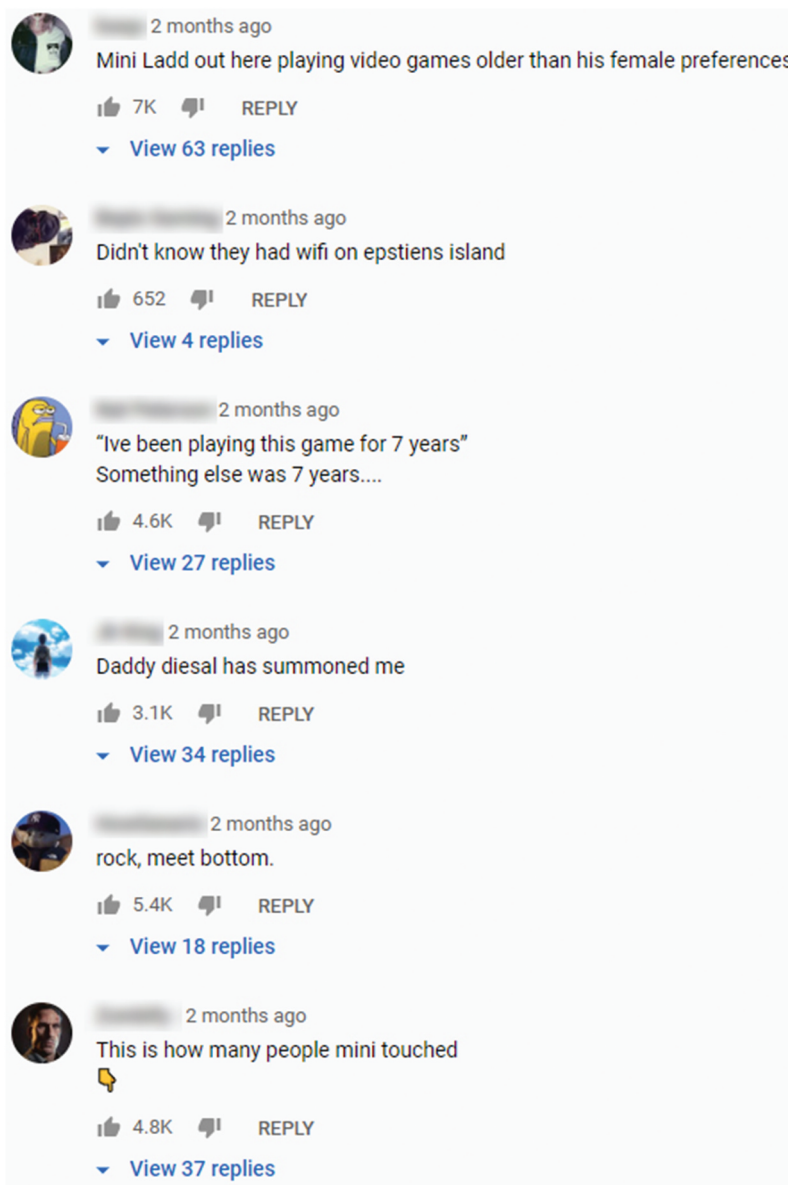 2 months ago
Mini Ladd out here playing video games older than his female preferences
7K REPLY
View 63 replies
2 months ago
Didn't know they had wifi on epstiens island
652 REPLY
View 4 replies
2 months ago
“Ive been playing this game for 7 years”
Something else was 7 years....
4.6K REPLY
View 27 replies
2 months ago
Daddy diesal has summoned me
3.1K REPLY
View 34 replies
2 months ago
rock, meet bottom.
5.4K REPLY
View 18 replies
2 months ago
This is how many people mini touched
👇
4.8K REPLY
View 37 replies